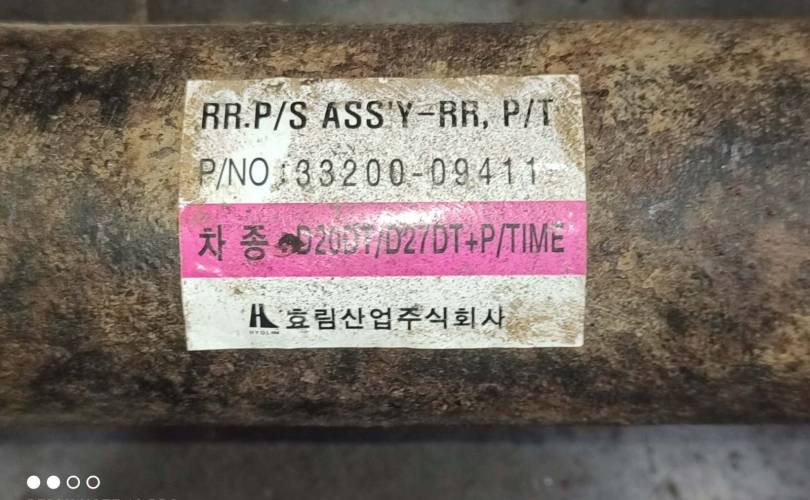 RR.P/S ASS'Y-RR, P/T
P/NO : 33200-09411
차종 D20DT/D27DT+P/TIME
효림산업주식회사